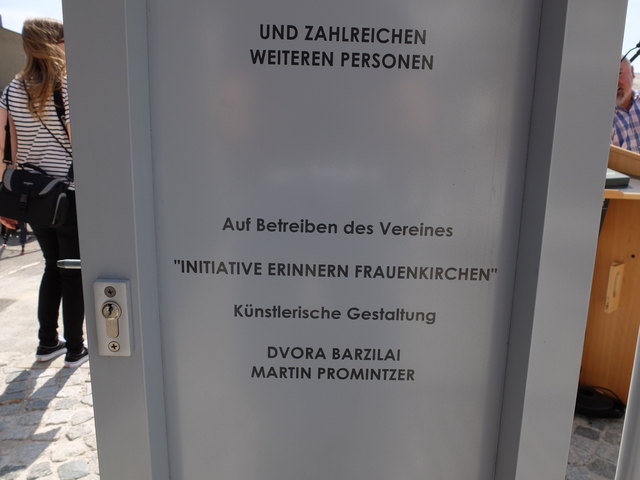 UND ZAHLREICHEN
WEITEREN PERSONEN
Auf Betreiben des Vereines
"INITIATIVE ERINNERN FRAUENKIRCHEN"
Künstlerische Gestaltung
DVORA BARZILAI
MARTIN PROMINTZER